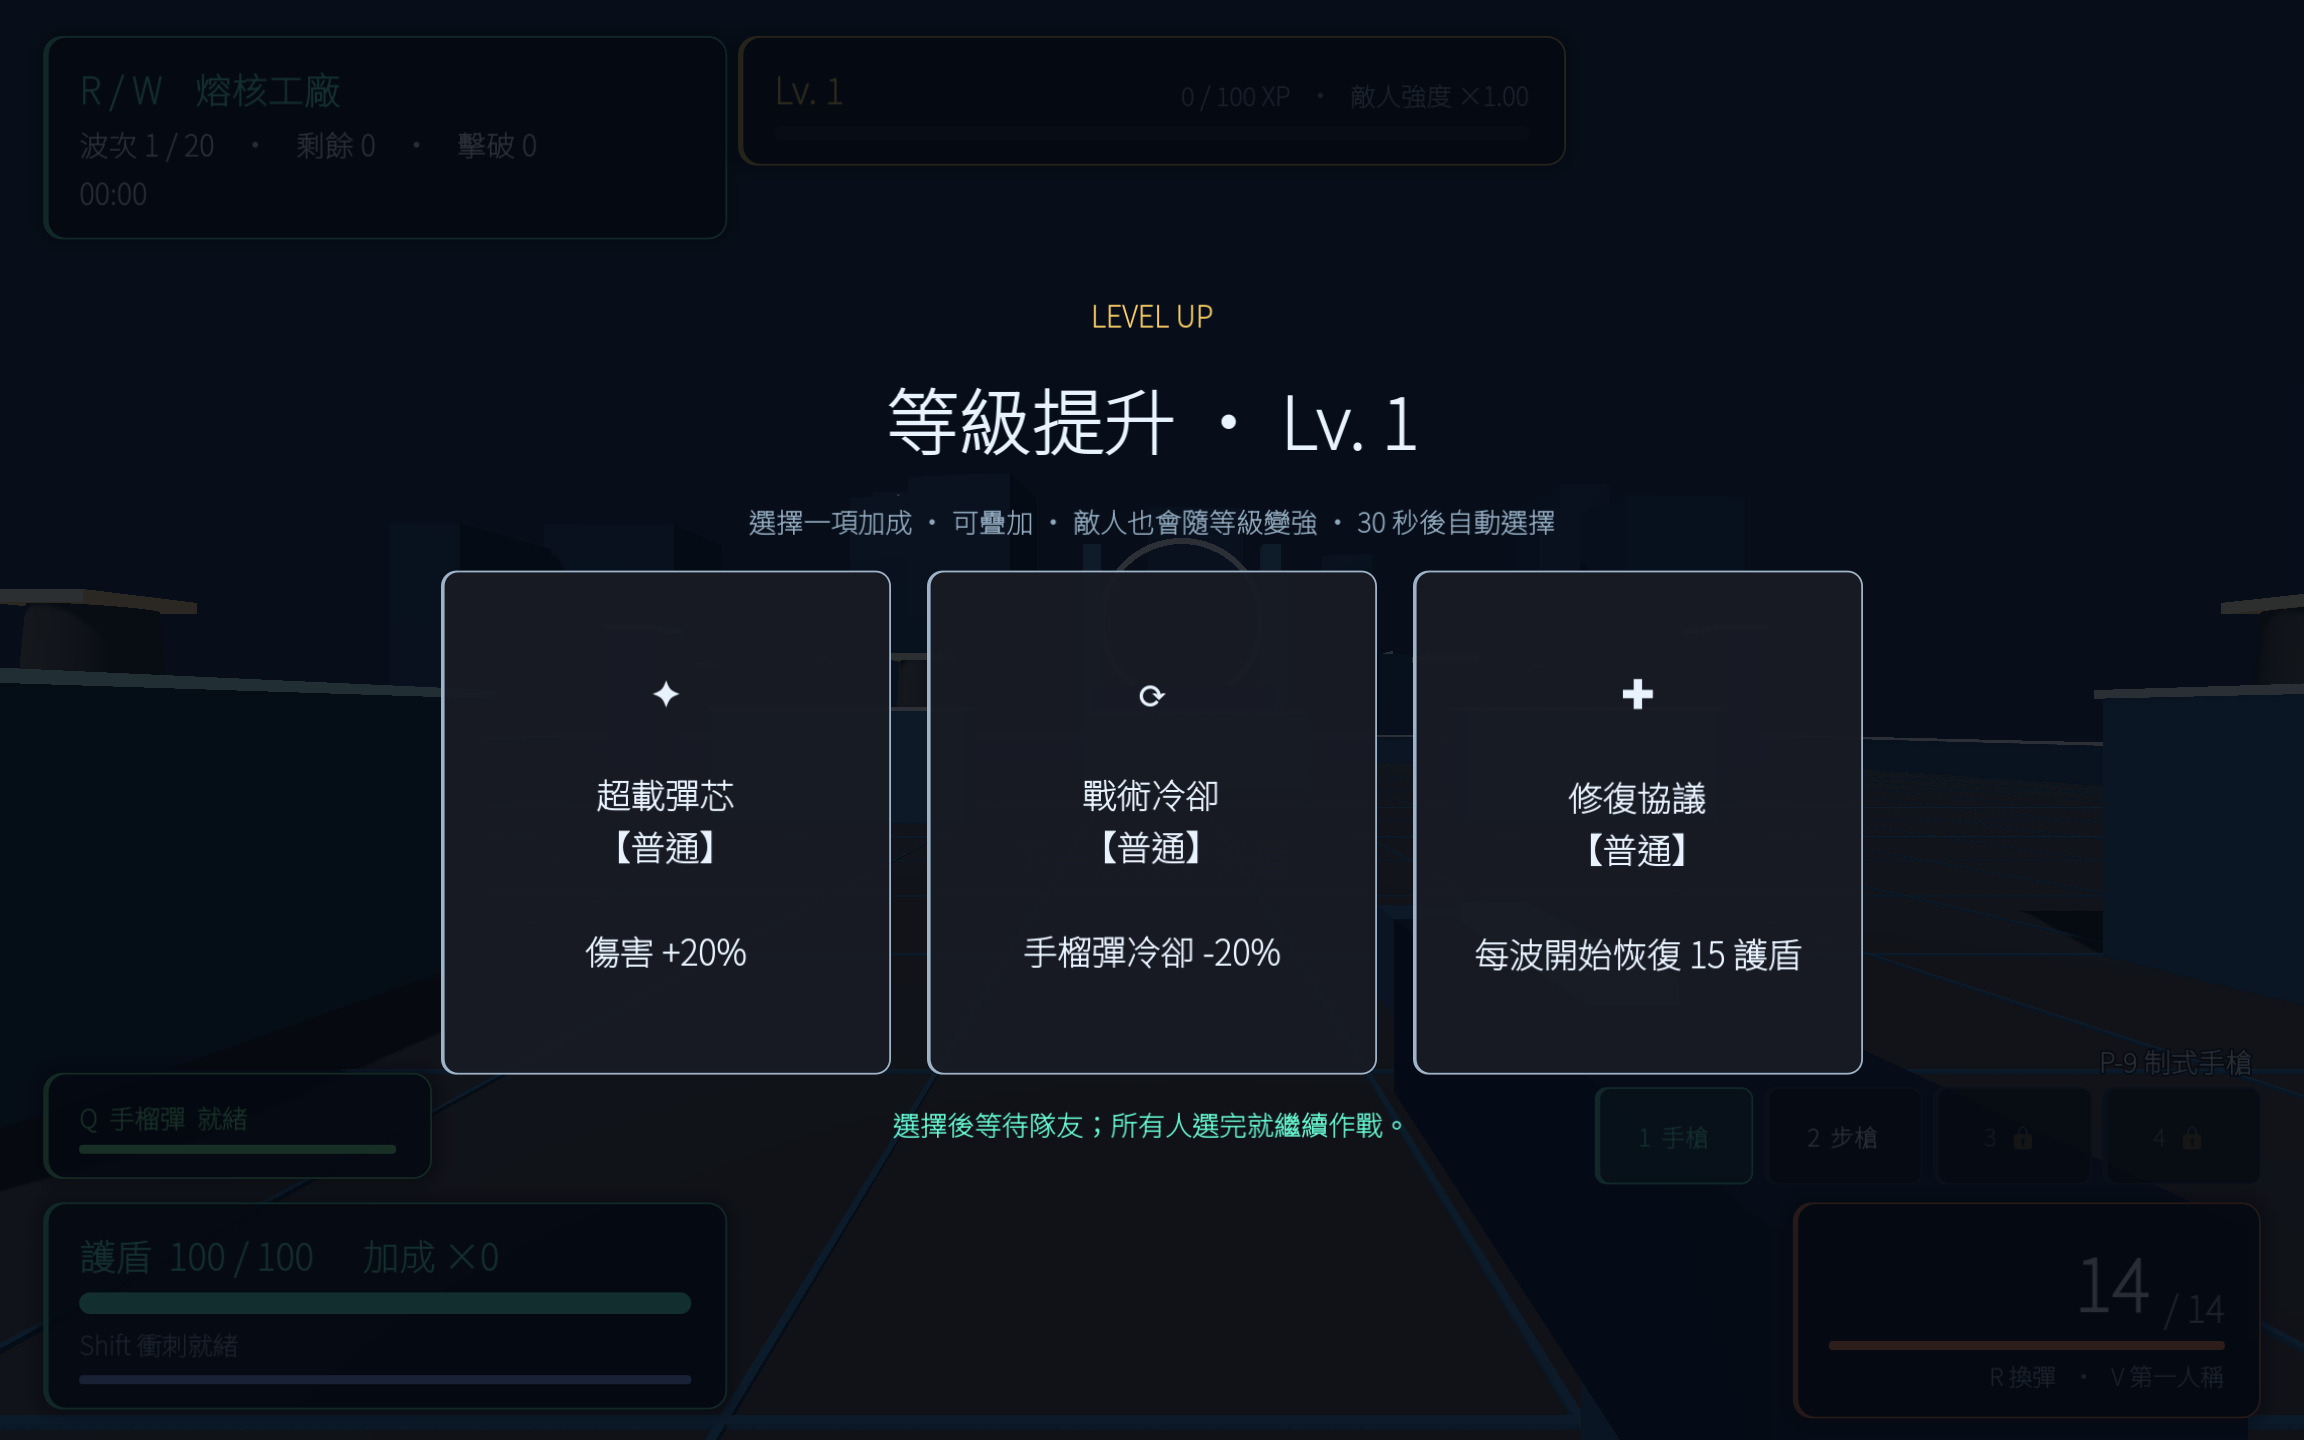 R / W 熔核工廠
波次 1 / 20 · 剩餘 0 · 擊破 0
00:00
Lv. 1
0 / 100 XP · 敵人強度 ×1.00
LEVEL UP
等級提升 · Lv. 1
選擇一項加成 · 可疊加 · 敵人也會隨等級變強 · 30 秒後自動選擇
✦
超載彈芯
【普通】
傷害 +20%
⟳
戰術冷卻
【普通】
手榴彈冷卻 -20%
✚
修復協議
【普通】
每波開始恢復 15 護盾
選擇後等待隊友；所有人選完就繼續作戰。
Q 手榴彈 就緒
護盾 100 / 100 加成 ×0
Shift 衝刺就緒
P-9 制式手槍
1 手槍
2 步槍
3 🔒
4 🔒
14 / 14
R 換彈 · V 第一人稱